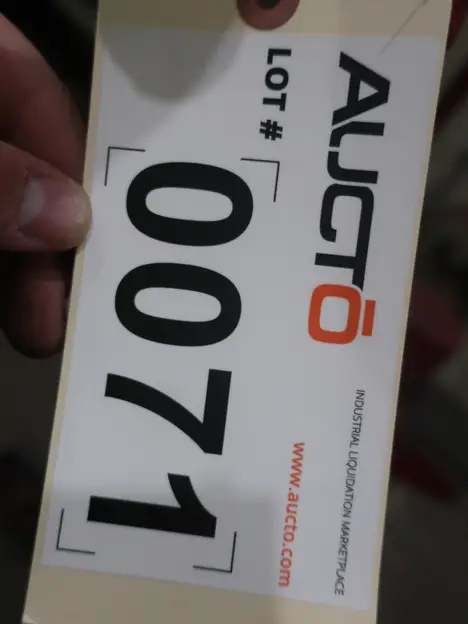 AUCTŌ
INDUSTRIAL LIQUIDATION MARKETPLACE
www.aucto.com
LOT #
0071